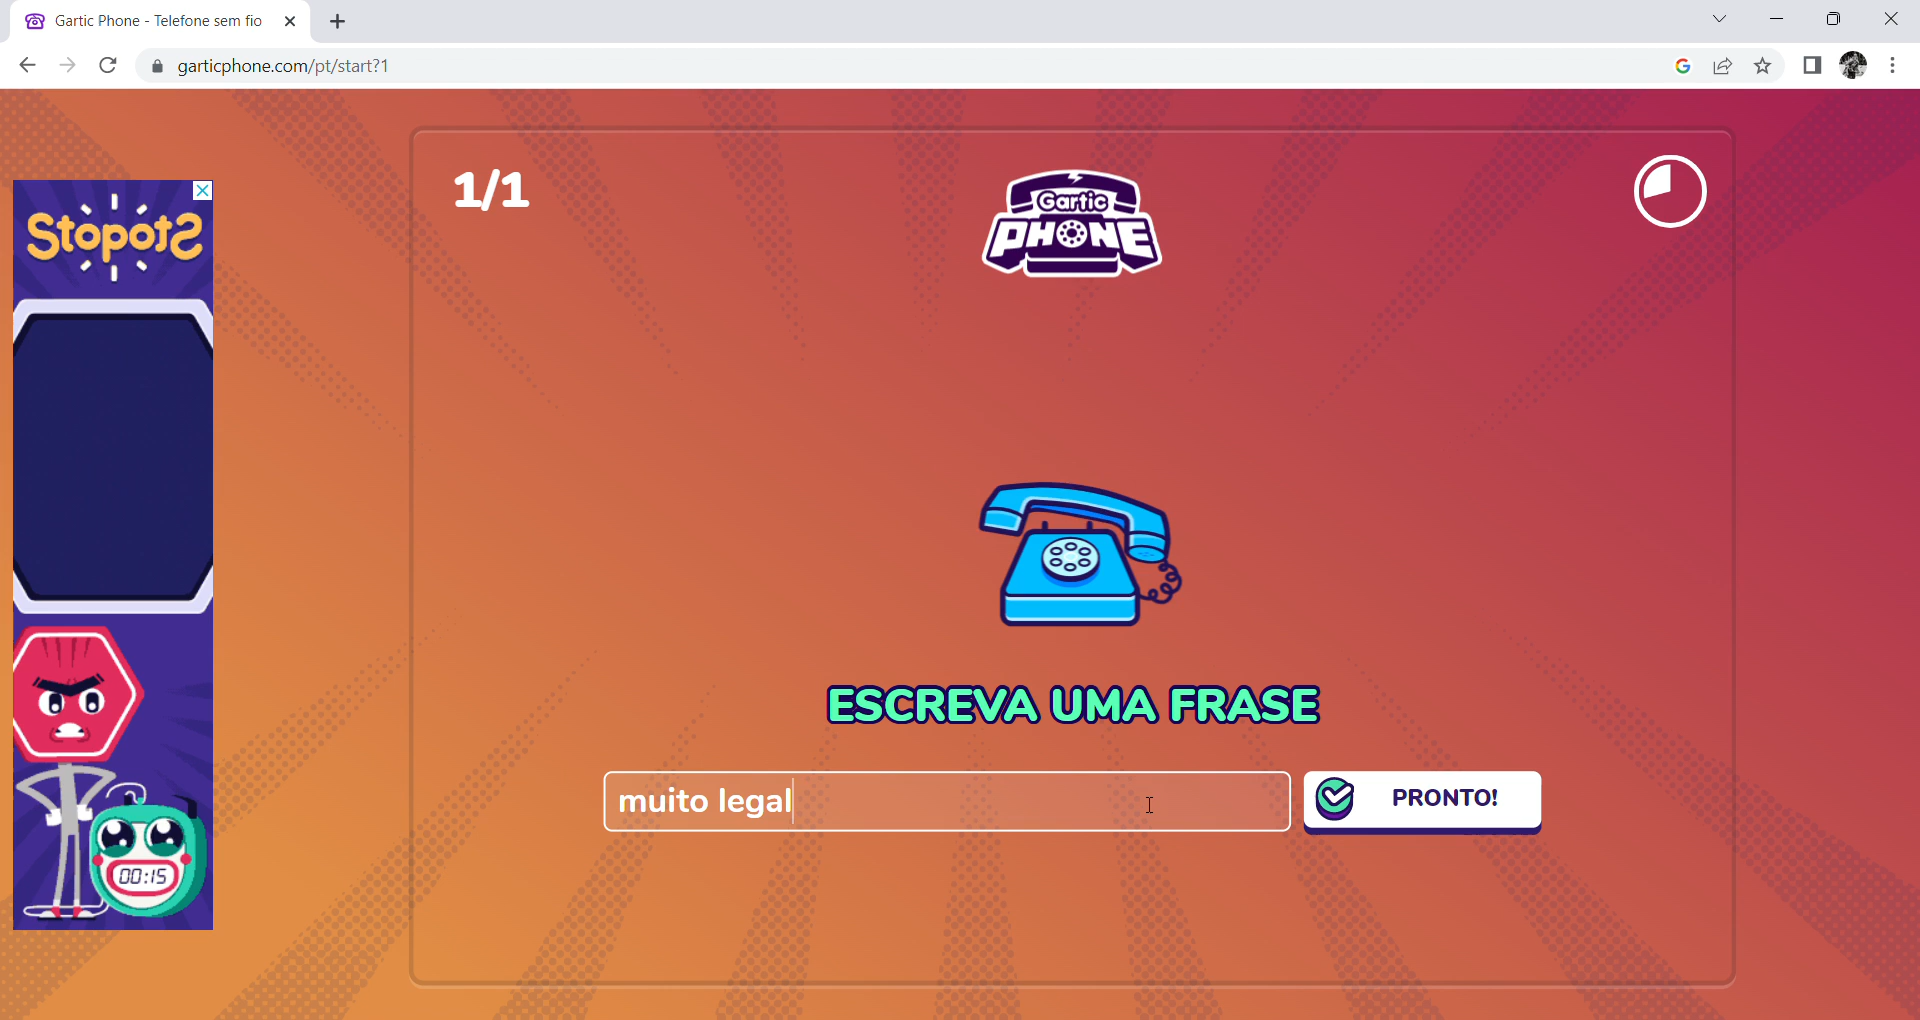 Gartic Phone - Telefone sem fio
garticphone.com/pt/start?1
StopotS
00:15
1/1
Gartic
PHONE
ESCREVA UMA FRASE
muito legal
PRONTO!